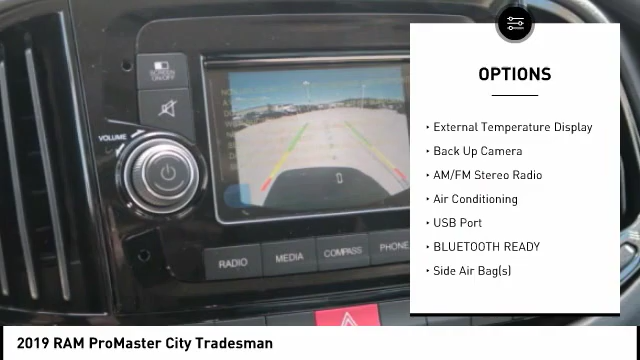 SCREEN
ON/OFF
VOLUME
RADIO
MEDIA
COMPASS
PHONE
OPTIONS
• External Temperature Display
• Back Up Camera
• AM/FM Stereo Radio
• Air Conditioning
• USB Port
• BLUETOOTH READY
• Side Air Bag(s)
2019 RAM ProMaster City Tradesman